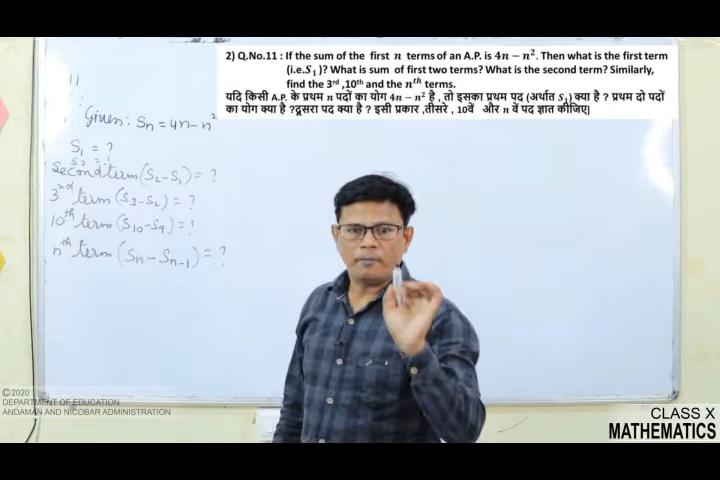 2) Q.No.11 : If the sum of the first n terms of an A.P. is 4n − n². Then what is the first term
(i.e.S₁)? What is sum of first two terms? What is the second term? Similarly,
find the 3rd ,10th and the nth terms.
यदि किसी A.P. के प्रथम n पदों का योग 4n − n² है , तो इसका प्रथम पद (अर्थात S₁) क्या है ? प्रथम दो पदों
का योग क्या है ?दूसरा पद क्या है ? इसी प्रकार ,तीसरे , 10वें और n वें पद ज्ञात कीजिए|
11
Given: Sn = 4n − n²
S₁ = ?
S₂ = ?
Second term (S₂ − S₁) = ?
3rd term (S₃ − S₂) = ?
10th term (S₁₀ − S₉) = ?
nth term (Sn − Sn−1) = ?
©2020
DEPARTMENT OF EDUCATION
ANDAMAN AND NICOBAR ADMINISTRATION
CLASS X
MATHEMATICS